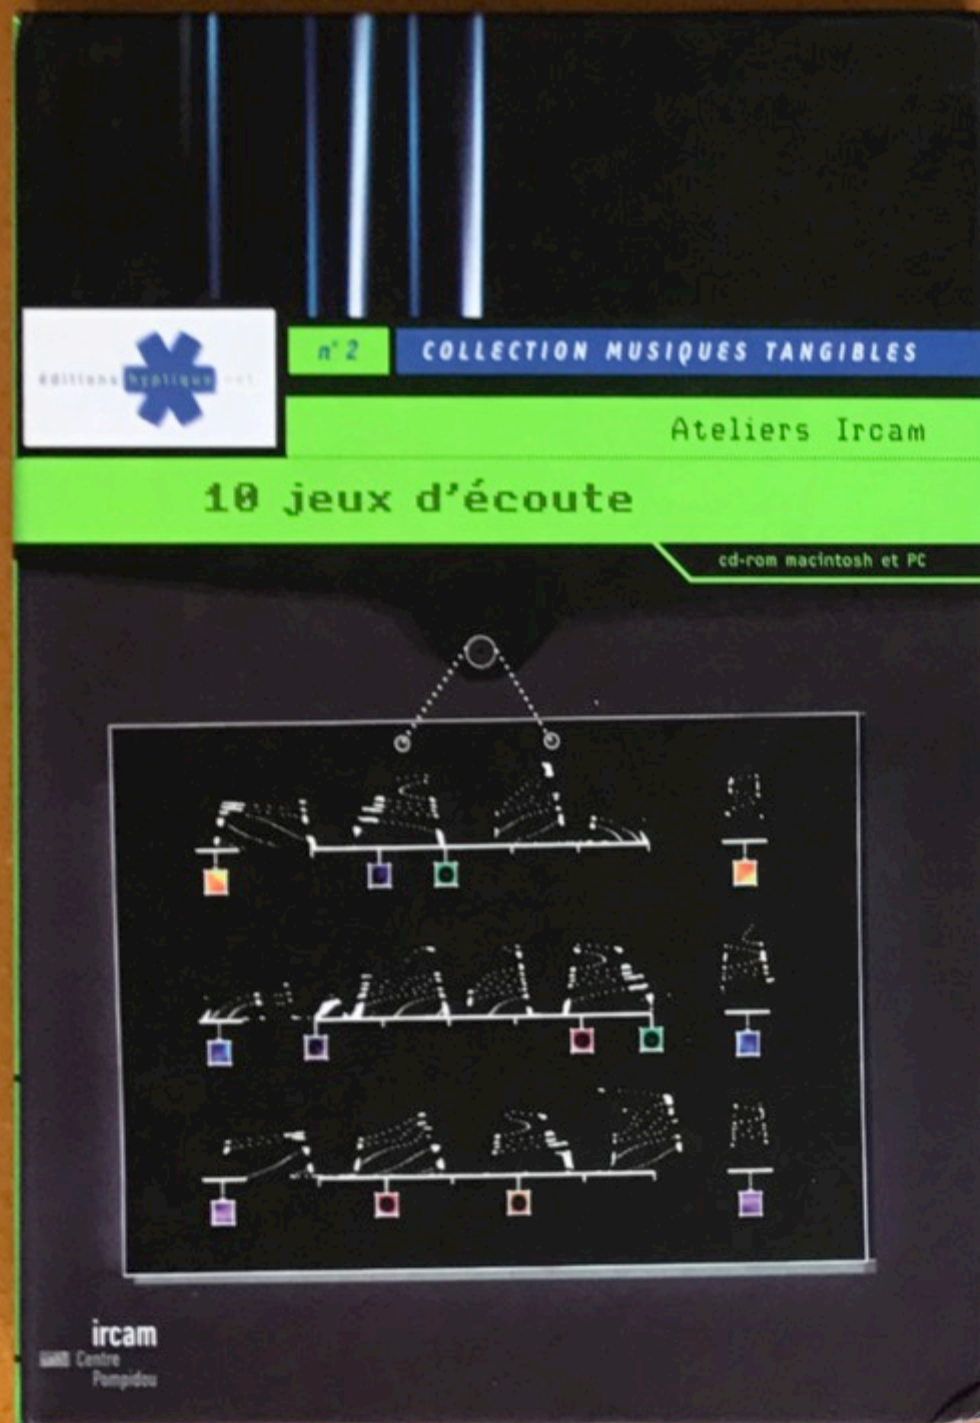 n° 2
COLLECTION MUSIQUES TANGIBLES
éditions hyptique.net
Ateliers Ircam
10 jeux d'écoute
cd-rom macintosh et PC
ircam
Centre
Pompidou